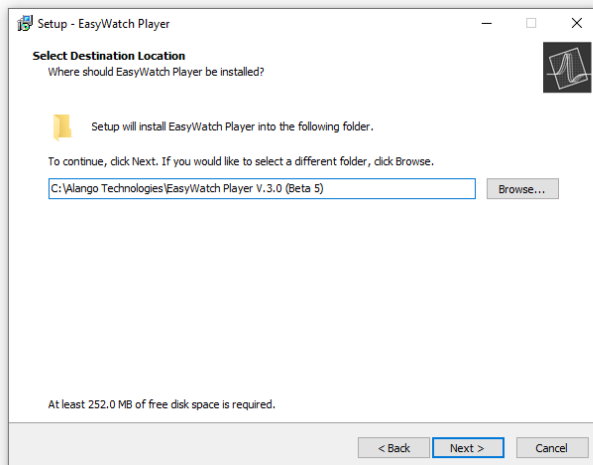 Setup - EasyWatch Player
Select Destination Location
Where should EasyWatch Player be installed?
Setup will install EasyWatch Player into the following folder.
To continue, click Next. If you would like to select a different folder, click Browse.
C:\Alango Technologies\EasyWatch Player V.3.0 (Beta 5)
Browse...
At least 252.0 MB of free disk space is required.
< Back
Next >
Cancel